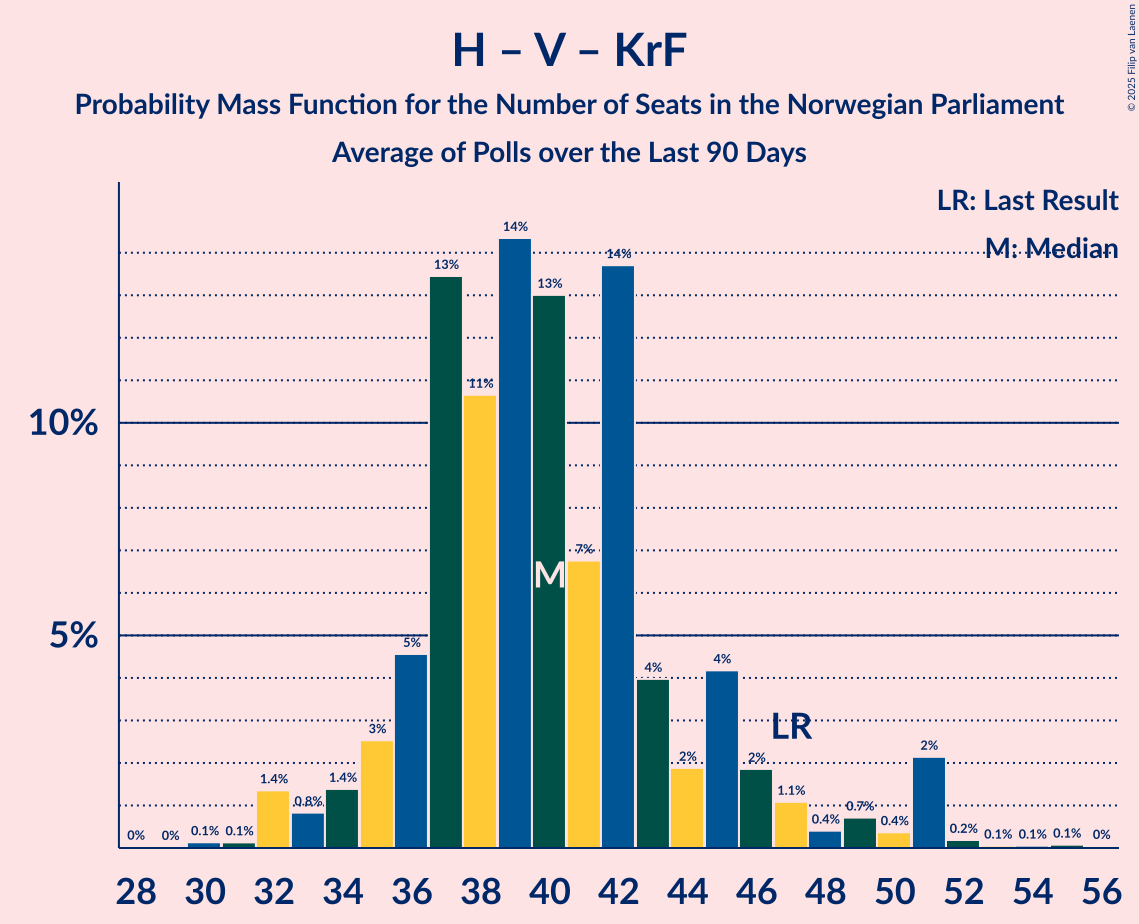 H – V – KrF
Probability Mass Function for the Number of Seats in the Norwegian Parliament
Average of Polls over the Last 90 Days
© 2025 Filip van Laenen
LR: Last Result
M: Median
10%
5%
0% 0% 0.1% 0.1% 1.4% 0.8% 1.4% 3% 5% 13% 11% 14% 13% 7% 14% 4% 2% 4% 2% 1.1% 0.4% 0.7% 0.4% 2% 0.2% 0.1% 0.1% 0.1% 0%
M
LR
28 30 32 34 36 38 40 42 44 46 48 50 52 54 56